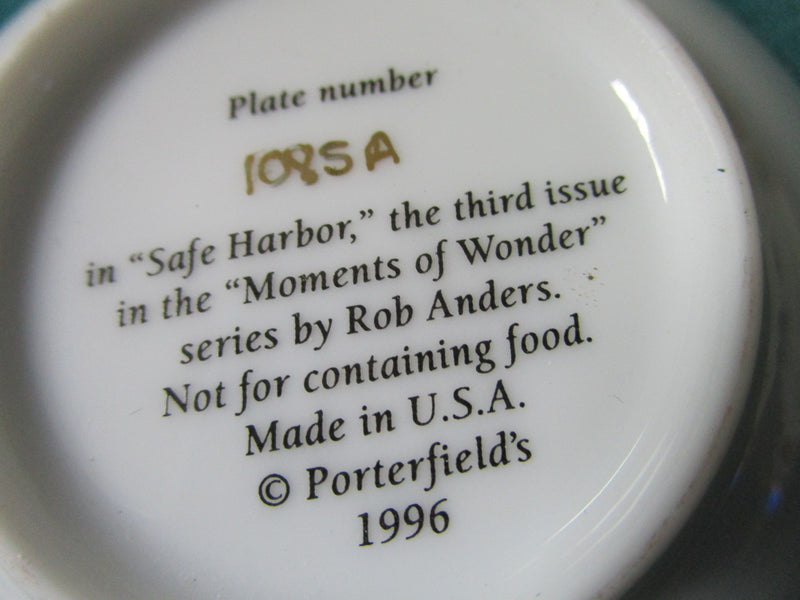 Plate number
1085A
in "Safe Harbor," the third issue
in the "Moments of Wonder"
series by Rob Anders.
Not for containing food.
Made in U.S.A.
© Porterfield's
1996